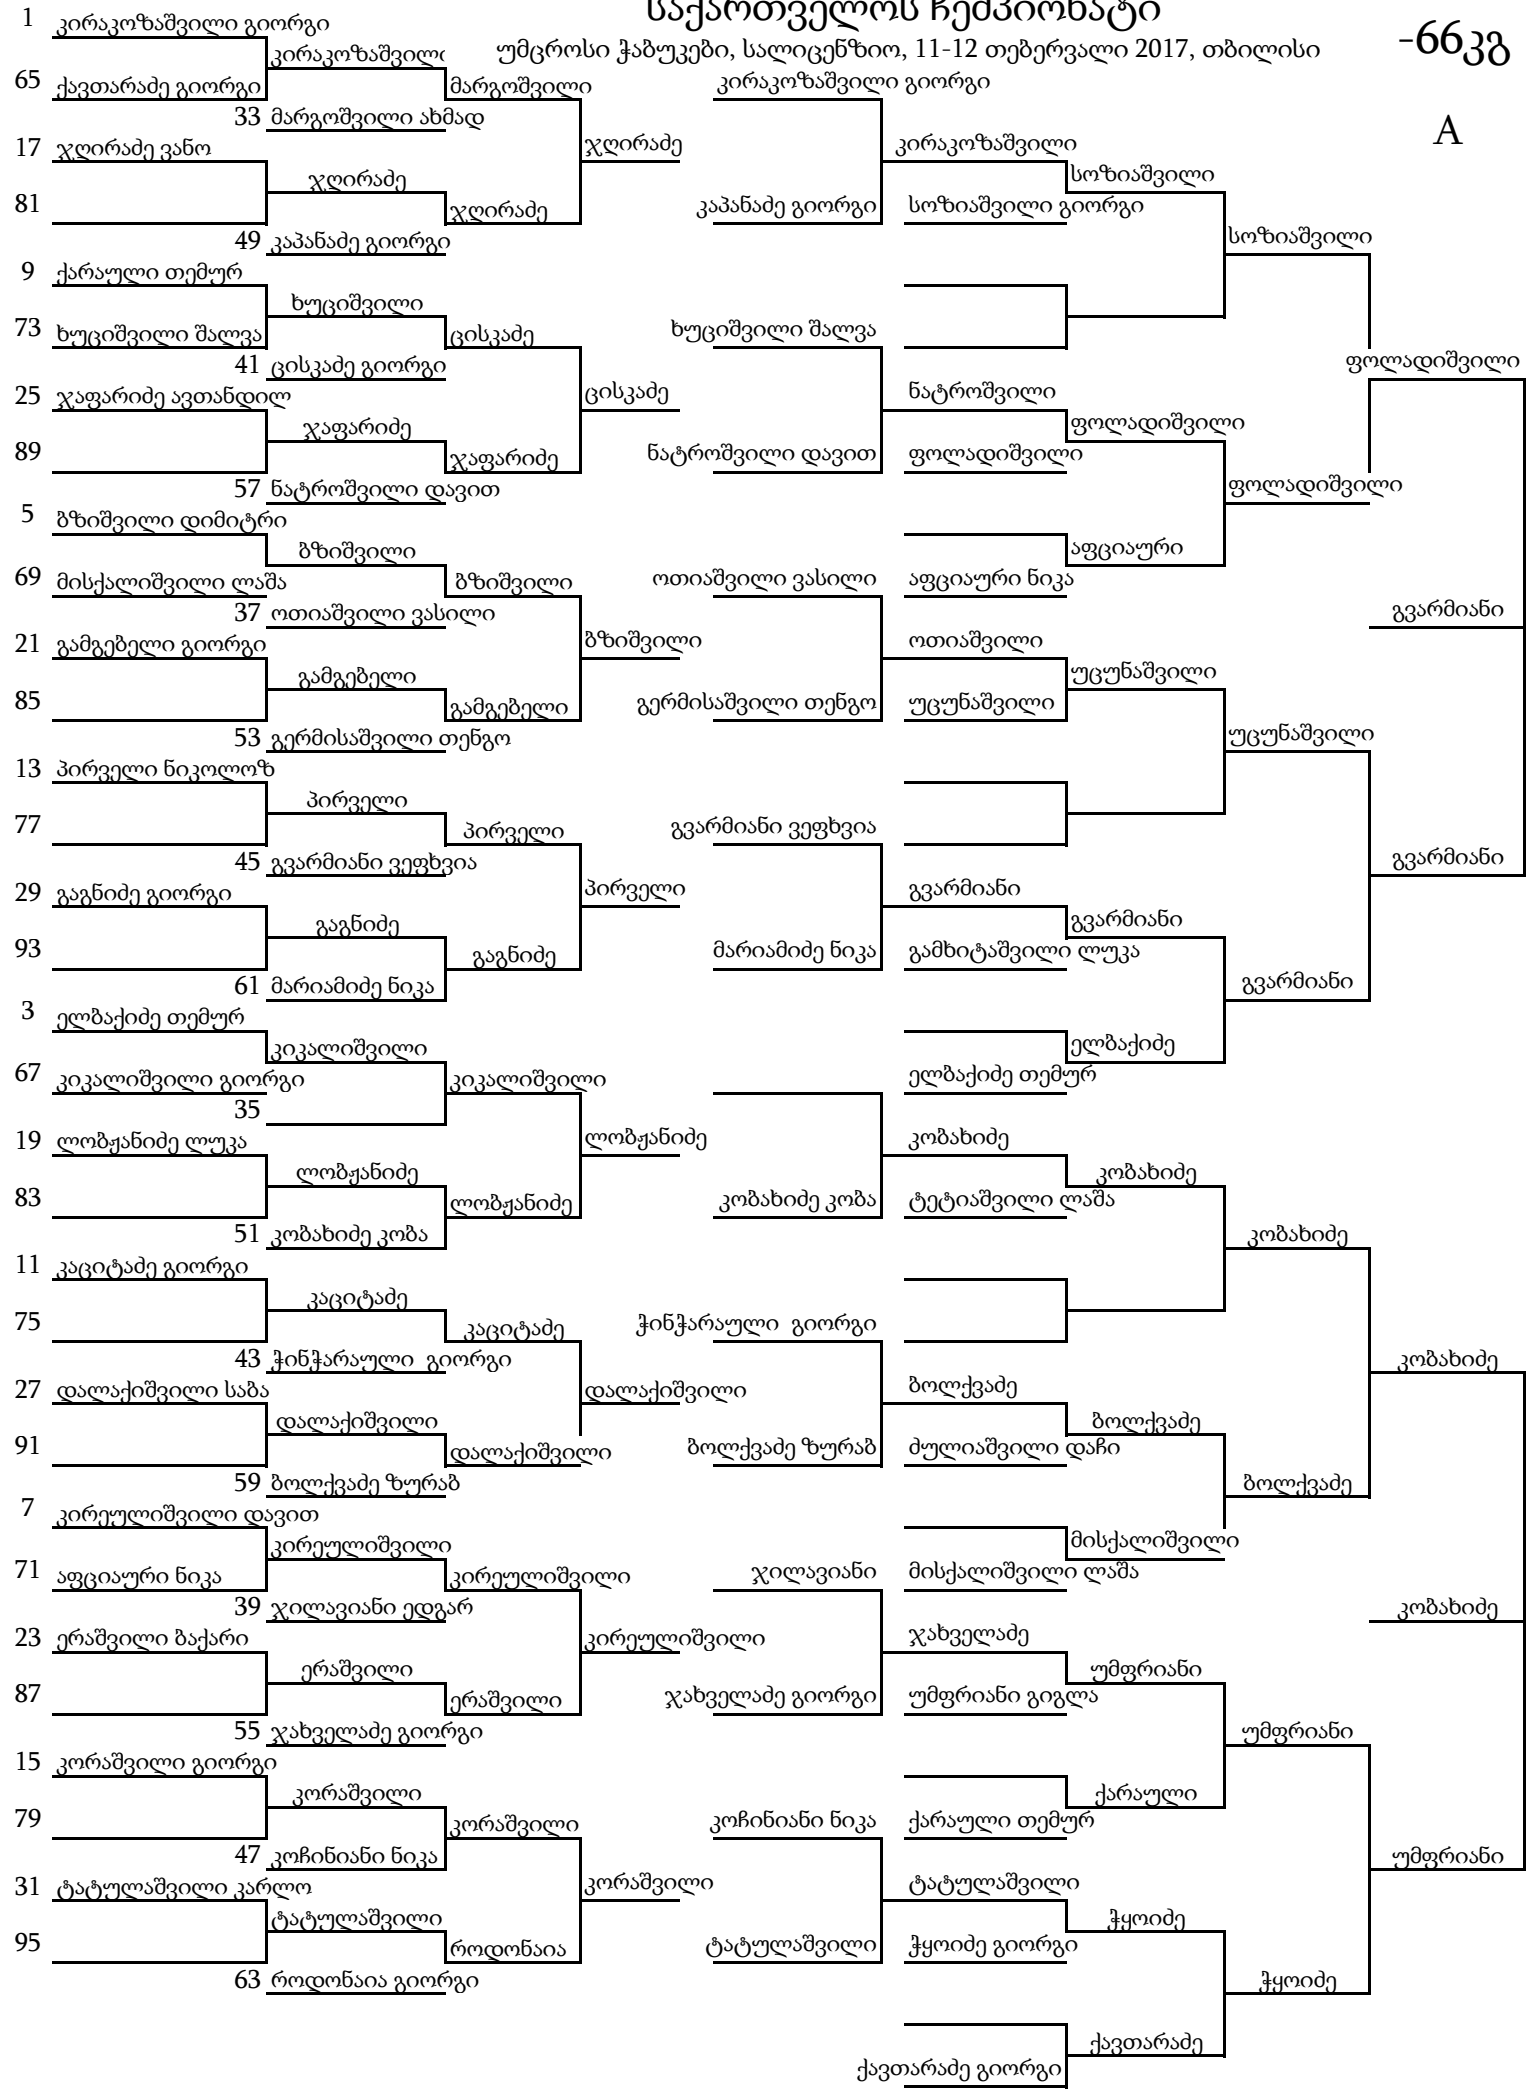 საქართველოს ჩემპიონატი
უმცროსი ჭაბუკები, სალიცენზიო, 11-12 თებერვალი 2017, თბილისი
-66კგ
A
1 კირაკოზაშვილი გიორგი
კირაკოზაშვილი
65 ქავთარაძე გიორგი
მარგოშვილი
კირაკოზაშვილი გიორგი
33 მარგოშვილი ახმად
17 ჯღირაძე ვანო
ჯღირაძე
კირაკოზაშვილი
ჯღირაძე
სოზიაშვილი
81
ჯღირაძე
კაპანაძე გიორგი
სოზიაშვილი გიორგი
49 კაპანაძე გიორგი
სოზიაშვილი
9 ქარაული თემურ
ხუციშვილი
73 ხუციშვილი შალვა
ცისკაძე
ხუციშვილი შალვა
41 ცისკაძე გიორგი
ფოლადიშვილი
25 ჯაფარიძე ავთანდილ
ცისკაძე
ნატროშვილი
ჯაფარიძე
ფოლადიშვილი
89
ჯაფარიძე
ნატროშვილი დავით
ფოლადიშვილი
57 ნატროშვილი დავით
ფოლადიშვილი
5 ბზიშვილი დიმიტრი
ბზიშვილი
აფციაური
69 მისქალიშვილი ლაშა
ბზიშვილი
ოთიაშვილი ვასილი
აფციაური ნიკა
37 ოთიაშვილი ვასილი
გვარმიანი
21 გამგებელი გიორგი
ბზიშვილი
ოთიაშვილი
გამგებელი
უცუნაშვილი
85
გამგებელი
გერმისაშვილი თენგო
უცუნაშვილი
53 გერმისაშვილი თენგო
უცუნაშვილი
13 პირველი ნიკოლოზ
პირველი
77
პირველი
გვარმიანი ვეფხვია
45 გვარმიანი ვეფხვია
გვარმიანი
29 გაგნიძე გიორგი
პირველი
გვარმიანი
გაგნიძე
გვარმიანი
93
გაგნიძე
მარიამიძე ნიკა
გამხიტაშვილი ლუკა
61 მარიამიძე ნიკა
გვარმიანი
3 ელბაქიძე თემურ
კიკალიშვილი
ელბაქიძე
67 კიკალიშვილი გიორგი
კიკალიშვილი
ელბაქიძე თემურ
35
19 ლობჟანიძე ლუკა
ლობჟანიძე
კობახიძე
ლობჟანიძე
კობახიძე
83
ლობჟანიძე
კობახიძე კობა
ტეტიაშვილი ლაშა
51 კობახიძე კობა
კობახიძე
11 კაციტაძე გიორგი
კაციტაძე
75
კაციტაძე
ჭინჭარაული გიორგი
43 ჭინჭარაული გიორგი
კობახიძე
27 დალაქიშვილი საბა
დალაქიშვილი
ბოლქვაძე
დალაქიშვილი
ბოლქვაძე
91
დალაქიშვილი
ბოლქვაძე ზურაბ
ძულიაშვილი დაჩი
59 ბოლქვაძე ზურაბ
ბოლქვაძე
7 კირეულიშვილი დავით
კირეულიშვილი
მისქალიშვილი
71 აფციაური ნიკა
კირეულიშვილი
ჯილავიანი
მისქალიშვილი ლაშა
39 ჯილავიანი ედგარ
კობახიძე
23 ერაშვილი ბაქარი
კირეულიშვილი
ჯახველაძე
ერაშვილი
უმფრიანი
87
ერაშვილი
ჯახველაძე გიორგი
უმფრიანი გიგლა
55 ჯახველაძე გიორგი
უმფრიანი
15 კორაშვილი გიორგი
კორაშვილი
ქარაული
79
კორაშვილი
კოჩინიანი ნიკა
ქარაული თემურ
47 კოჩინიანი ნიკა
უმფრიანი
31 ტატულაშვილი კარლო
კორაშვილი
ტატულაშვილი
ტატულაშვილი
ჭყოიძე
95
როდონაია
ტატულაშვილი
ჭყოიძე გიორგი
63 როდონაია გიორგი
ჭყოიძე
ქავთარაძე
ქავთარაძე გიორგი